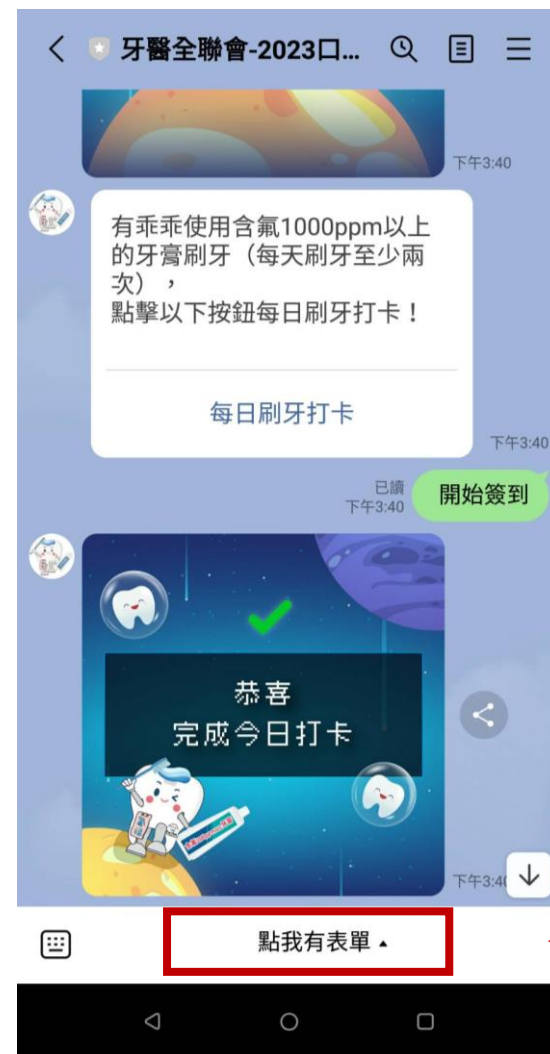 牙醫全聯會-2023口...
下午3:40
有乖乖使用含氟1000ppm以上
的牙膏刷牙（每天刷牙至少兩
次），
點擊以下按鈕每日刷牙打卡！
每日刷牙打卡
下午3:40
已讀
下午3:40
開始簽到
恭喜
完成今日打卡
下午3:4
點我有表單▲